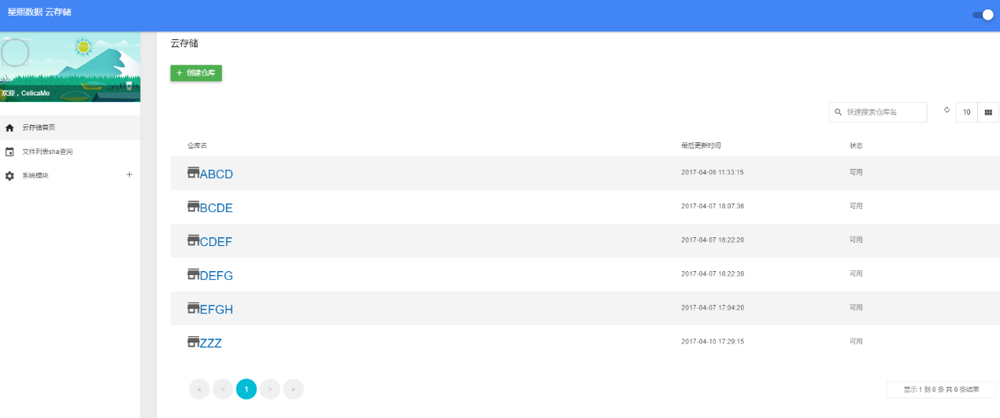 星熙数据 云存储
欢迎，CelicaMo
云存储首页
文件列表sha查询
系统模块 +
云存储
+ 创建仓库
快速搜索仓库名 10
仓库名 最后更新时间 状态
ABCD 2017-04-06 11:33:15 可用
BCDE 2017-04-07 18:07:36 可用
CDEF 2017-04-07 16:22:20 可用
DEFG 2017-04-07 16:22:39 可用
EFGH 2017-04-07 17:04:20 可用
ZZZ 2017-04-10 17:29:15 可用
« < 1 > » 显示 1 到 6 条 共 6 条结果